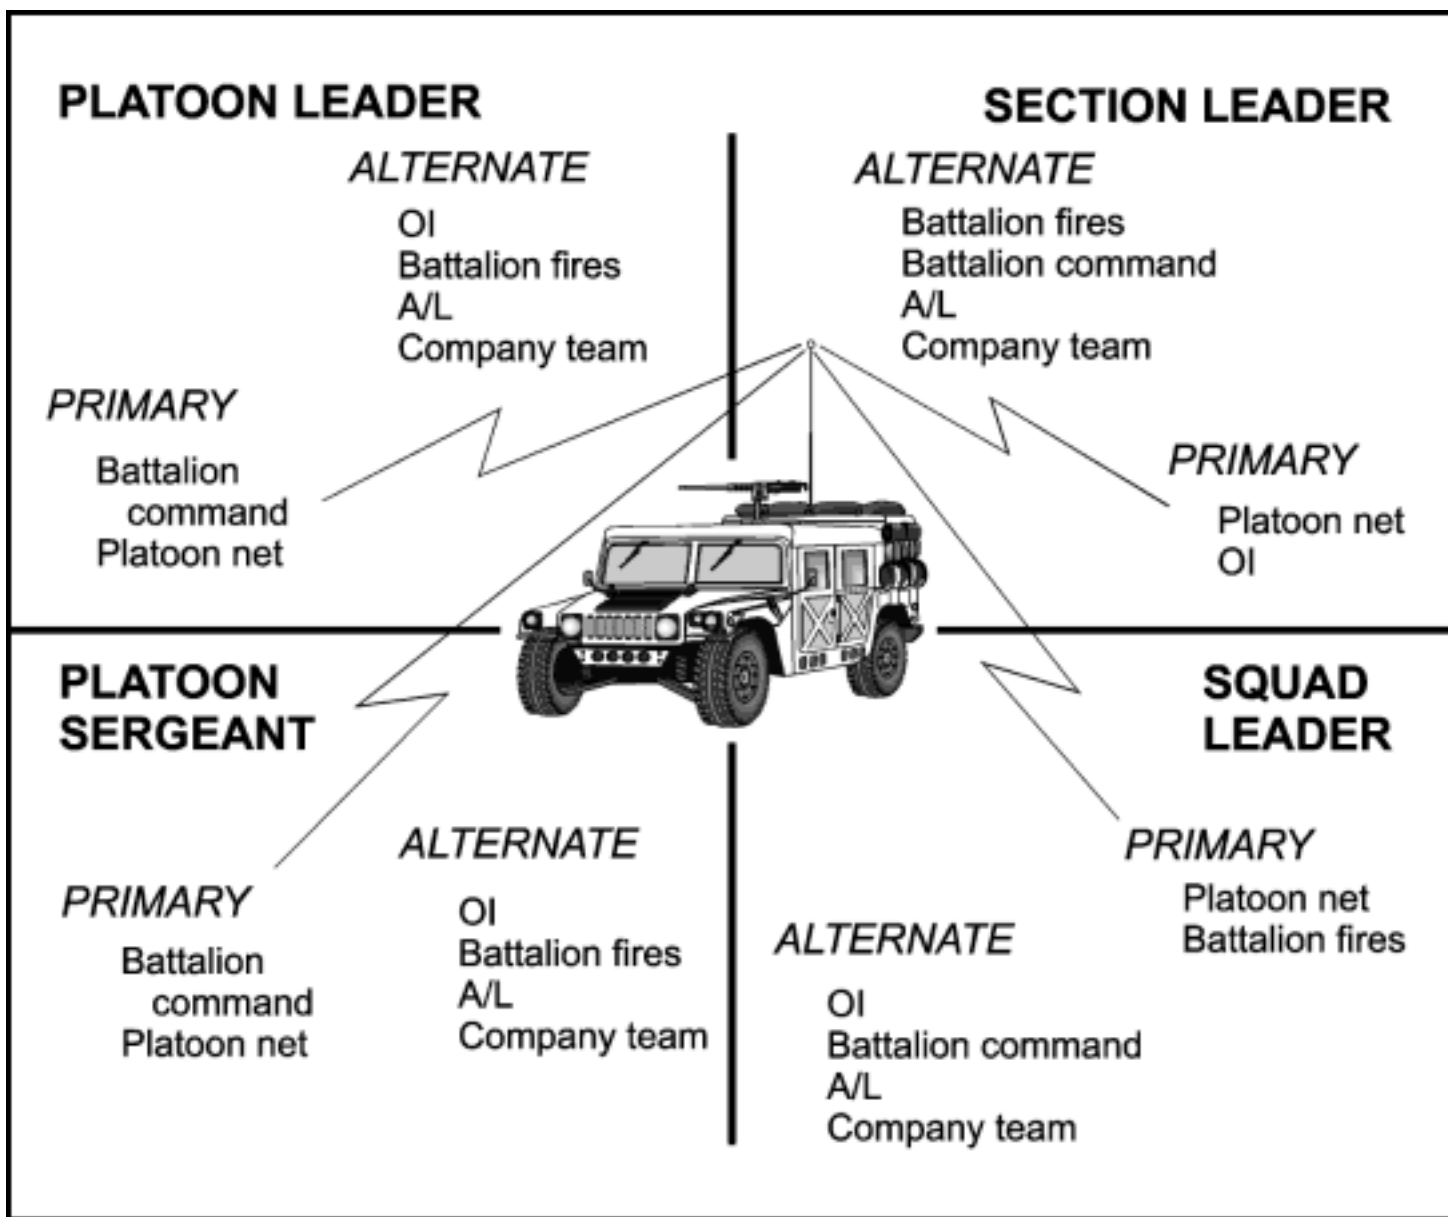 PLATOON LEADER
ALTERNATE
OI
Battalion fires
A/L
Company team
PRIMARY
Battalion
command
Platoon net
SECTION LEADER
ALTERNATE
Battalion fires
Battalion command
A/L
Company team
PRIMARY
Platoon net
OI
PLATOON
SERGEANT
ALTERNATE
OI
Battalion fires
A/L
Company team
PRIMARY
Battalion
command
Platoon net
SQUAD
LEADER
PRIMARY
Platoon net
Battalion fires
ALTERNATE
OI
Battalion command
A/L
Company team